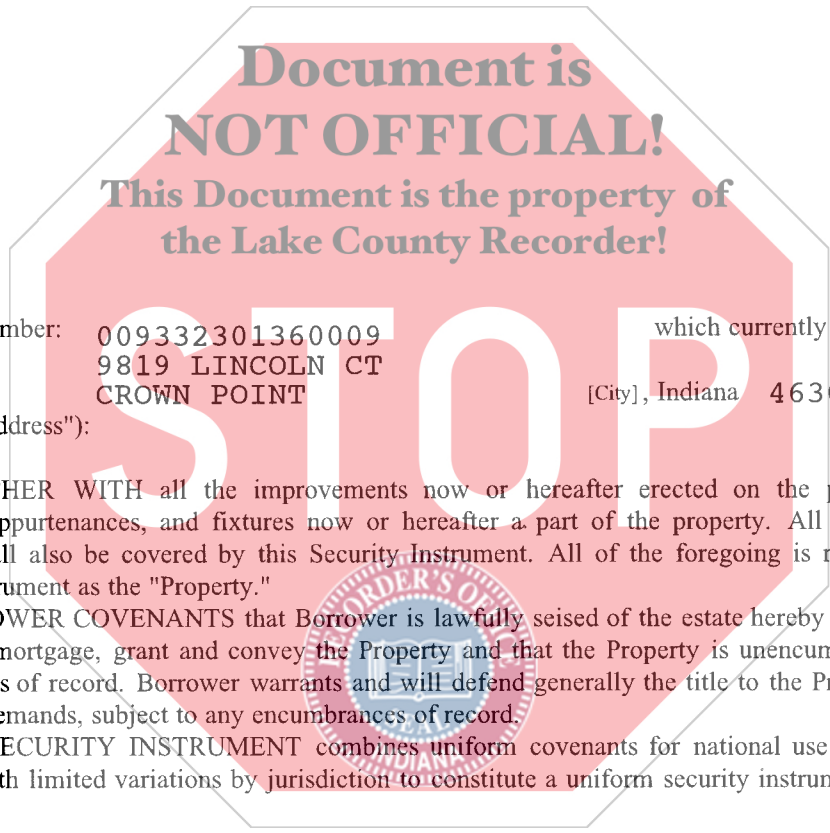 Document is
NOT OFFICIAL!
This Document is the property of
the Lake County Recorder!
STOP
mber: 009332301360009 which currently
9819 LINCOLN CT
CROWN POINT [City], Indiana 4630
ddress"):
HER WITH all the improvements now or hereafter erected on the p
ppurtenances, and fixtures now or hereafter a part of the property. All
ll also be covered by this Security Instrument. All of the foregoing is r
rument as the "Property."
OWER COVENANTS that Borrower is lawfully seised of the estate hereby
mortgage, grant and convey the Property and that the Property is unencum
s of record. Borrower warrants and will defend generally the title to the Pr
emands, subject to any encumbrances of record.
ECURITY INSTRUMENT combines uniform covenants for national use
th limited variations by jurisdiction to constitute a uniform security instrum
RECORDER'S OFFICE
SEAL
INDIANA